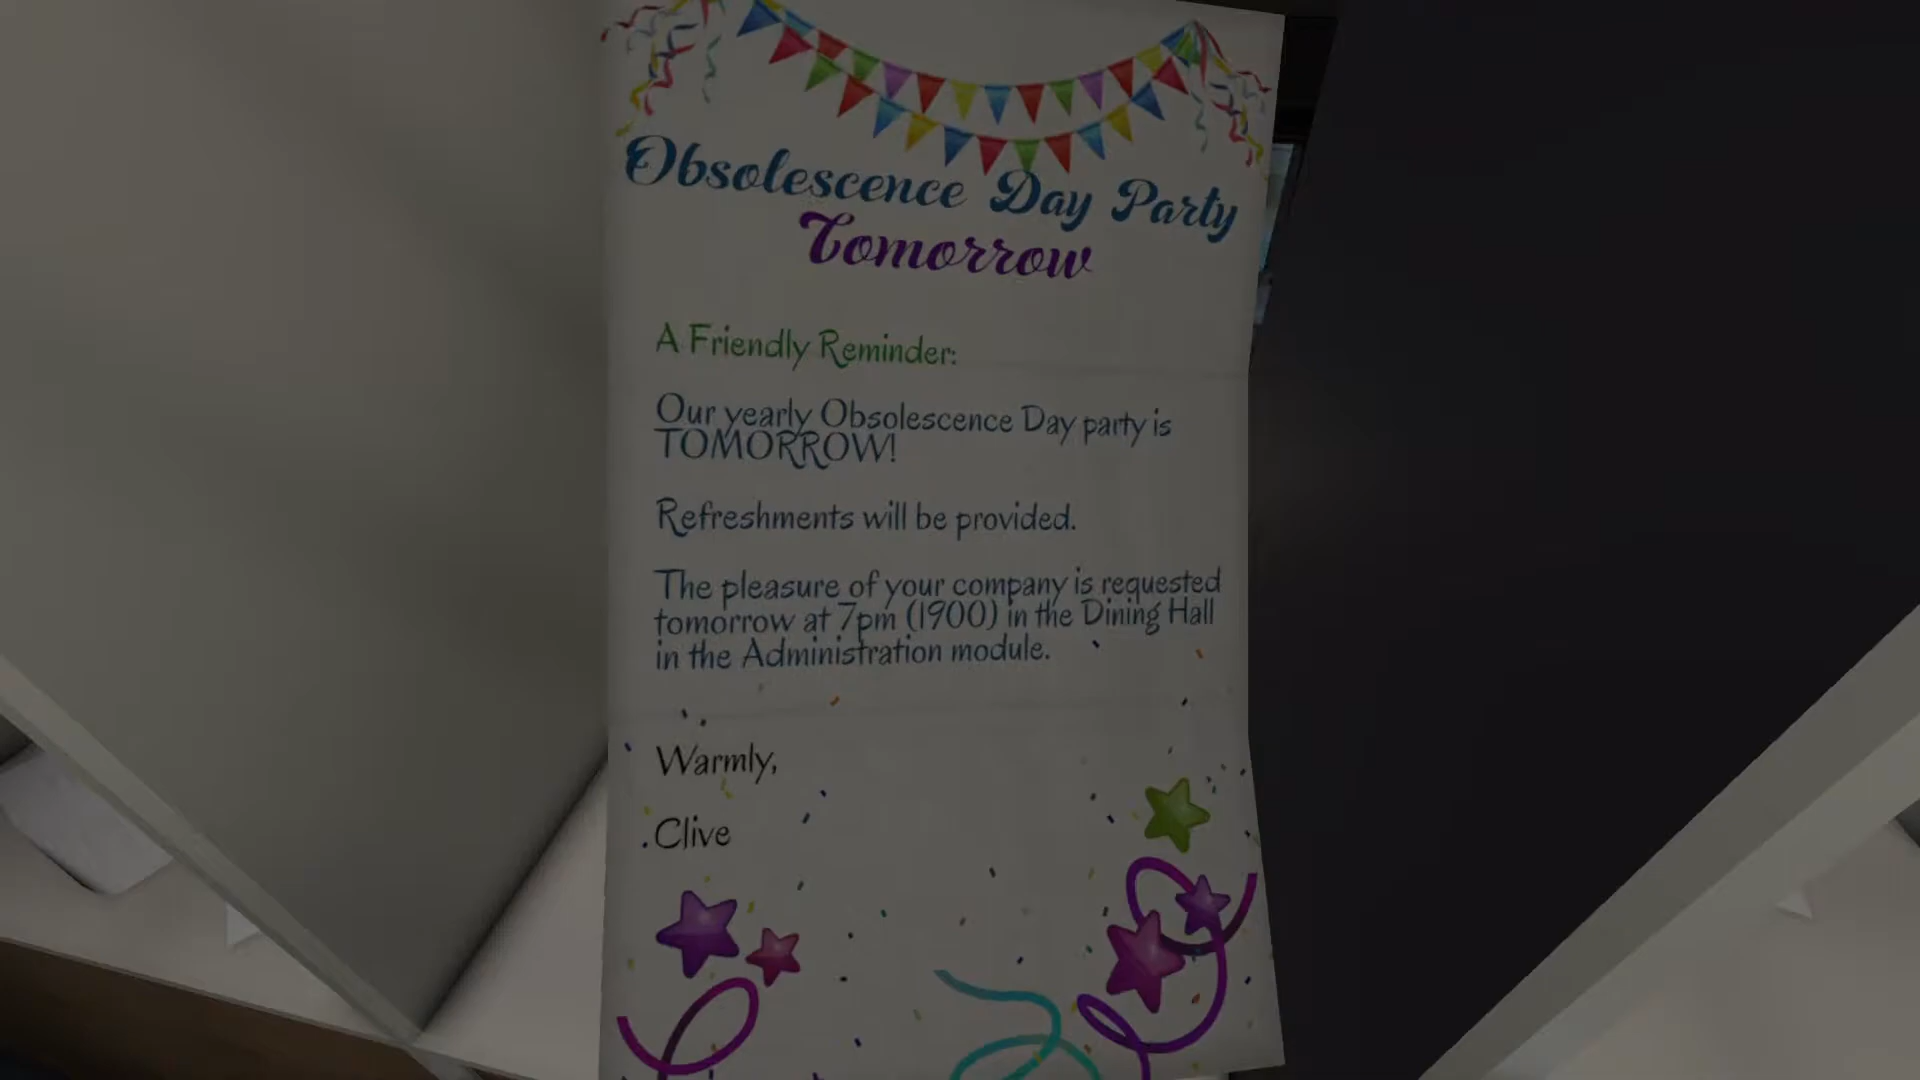 Obsolescence Day Party
Tomorrow
A Friendly Reminder:
Our yearly Obsolescence Day party is
TOMORROW!
Refreshments will be provided.
The pleasure of your company is requested
tomorrow at 7pm (1900) in the Dining Hall
in the Administration module.
Warmly,
Clive